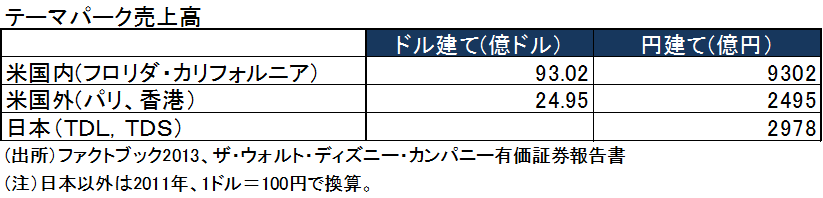 テーマパーク売上高
ドル建て(億ドル) 円建て(億円)
米国内(フロリダ・カリフォルニア) 93.02 9302
米国外(パリ、香港) 24.95 2495
日本(TDL, TDS) 2978
(出所)ファクトブック2013、ザ・ウォルト・ディズニー・カンパニー有価証券報告書
(注)日本以外は2011年、1ドル=100円で換算。